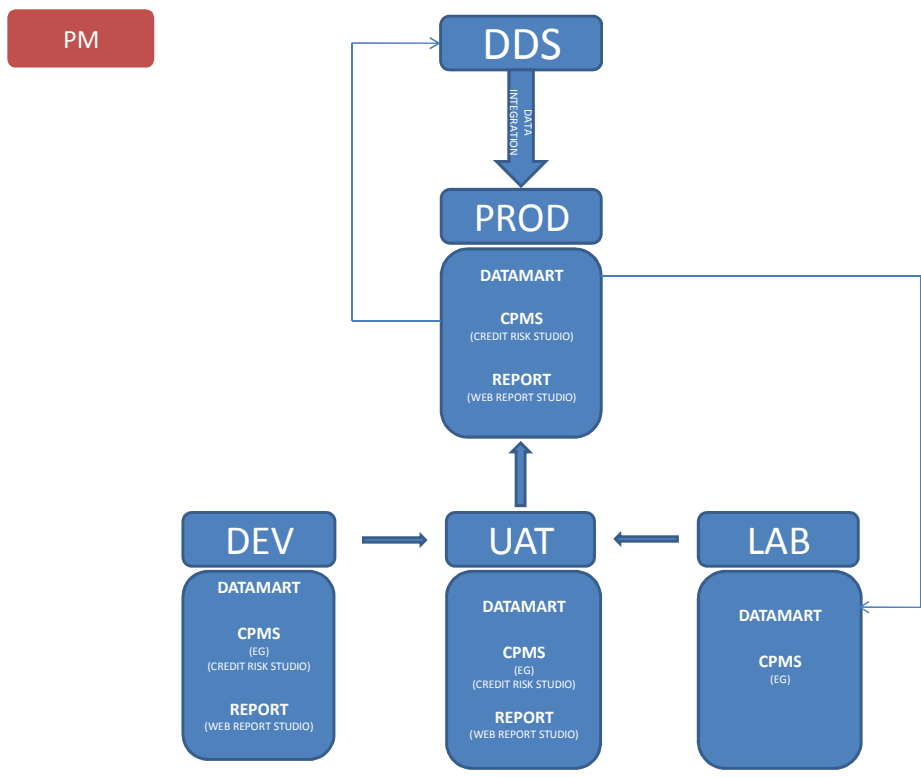 PM
DDS
DATA
INTEGRATION
PROD
DATAMART
CPMS
(CREDIT RISK STUDIO)
REPORT
(WEB REPORT STUDIO)
DEV
DATAMART
CPMS
(EG)
(CREDIT RISK STUDIO)
REPORT
(WEB REPORT STUDIO)
UAT
DATAMART
CPMS
(EG)
(CREDIT RISK STUDIO)
REPORT
(WEB REPORT STUDIO)
LAB
DATAMART
CPMS
(EG)